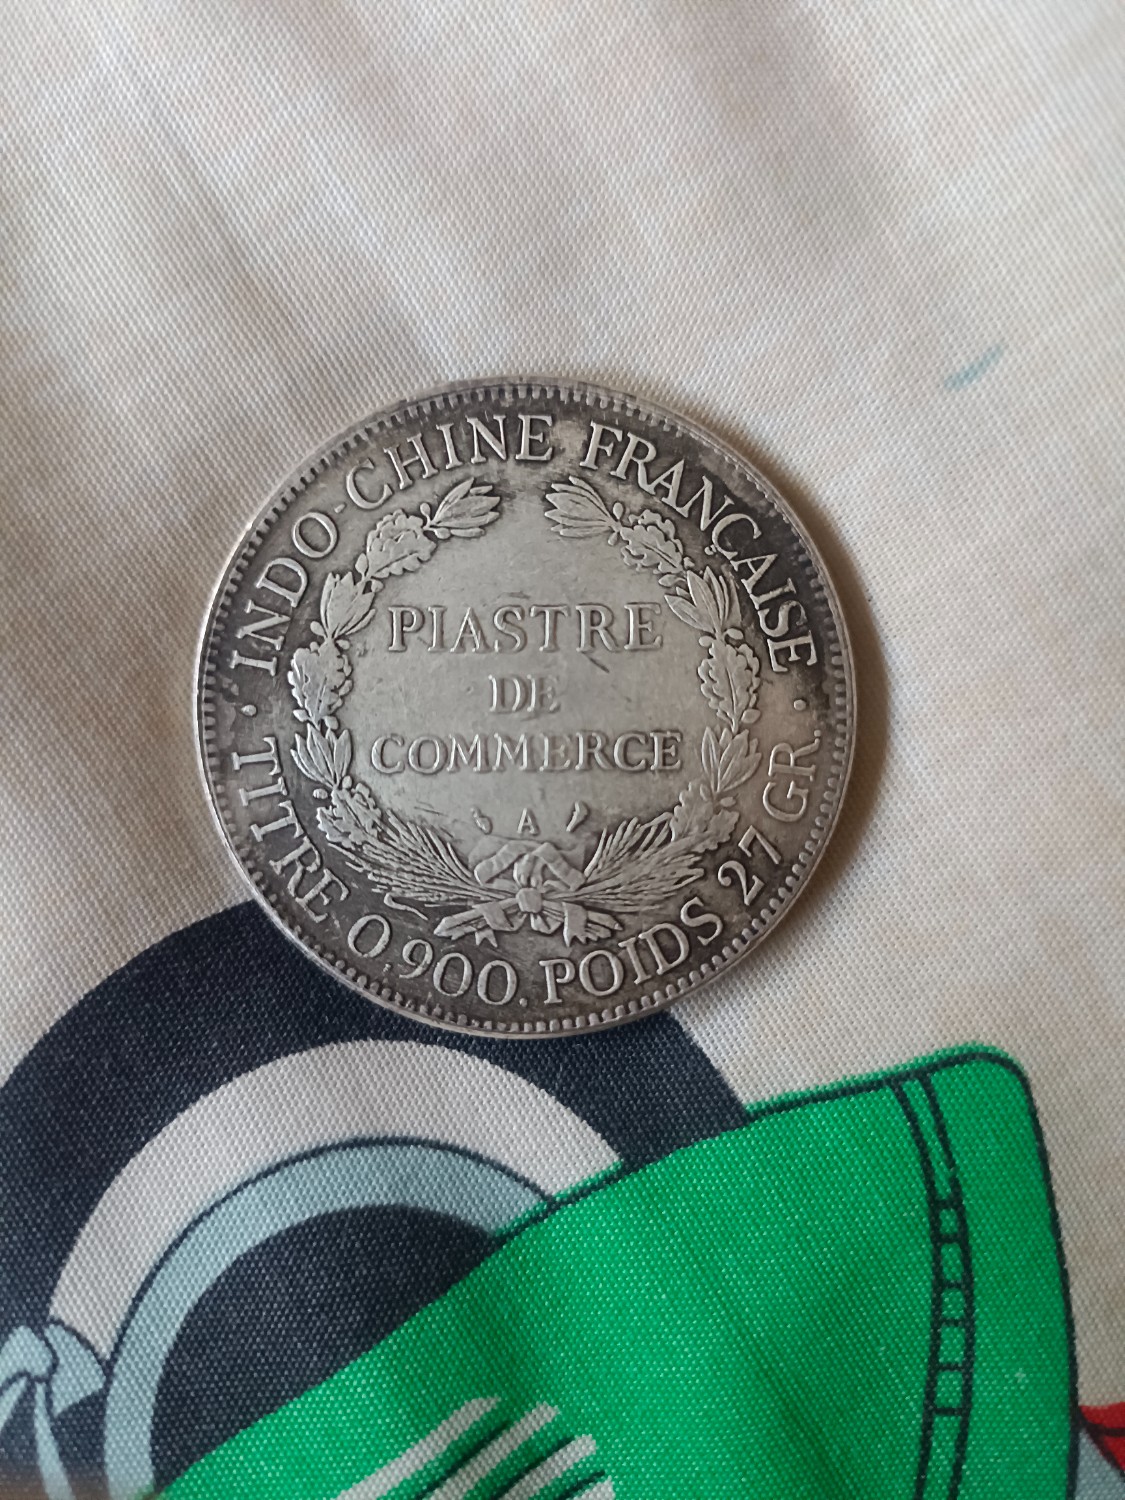 INDO-CHINE FRANÇAISE
PIASTRE
DE
COMMERCE
A
· TITRE 0,900. POIDS 27 GR. ·